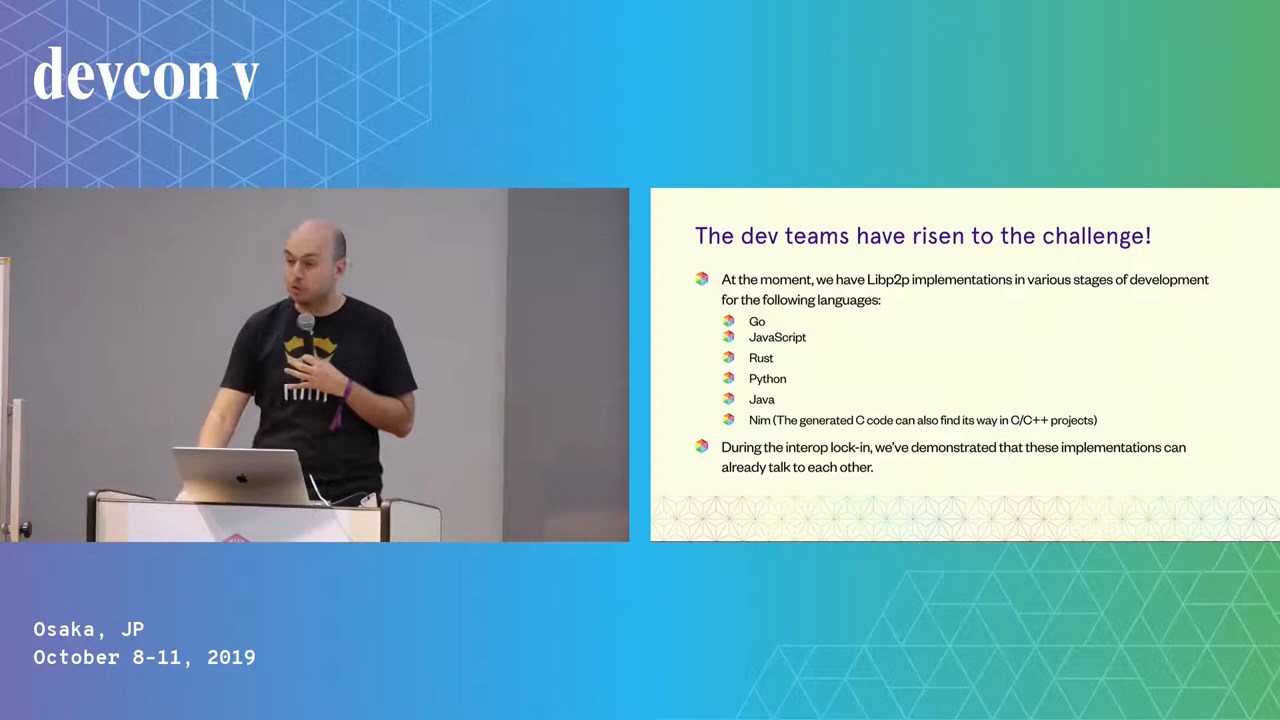 devcon v
The dev teams have risen to the challenge!
At the moment, we have Libp2p implementations in various stages of development
for the following languages:
Go
JavaScript
Rust
Python
Java
Nim (The generated C code can also find its way in C/C++ projects)
During the interop lock-in, we've demonstrated that these implementations can
already talk to each other.
Osaka, JP
October 8-11, 2019